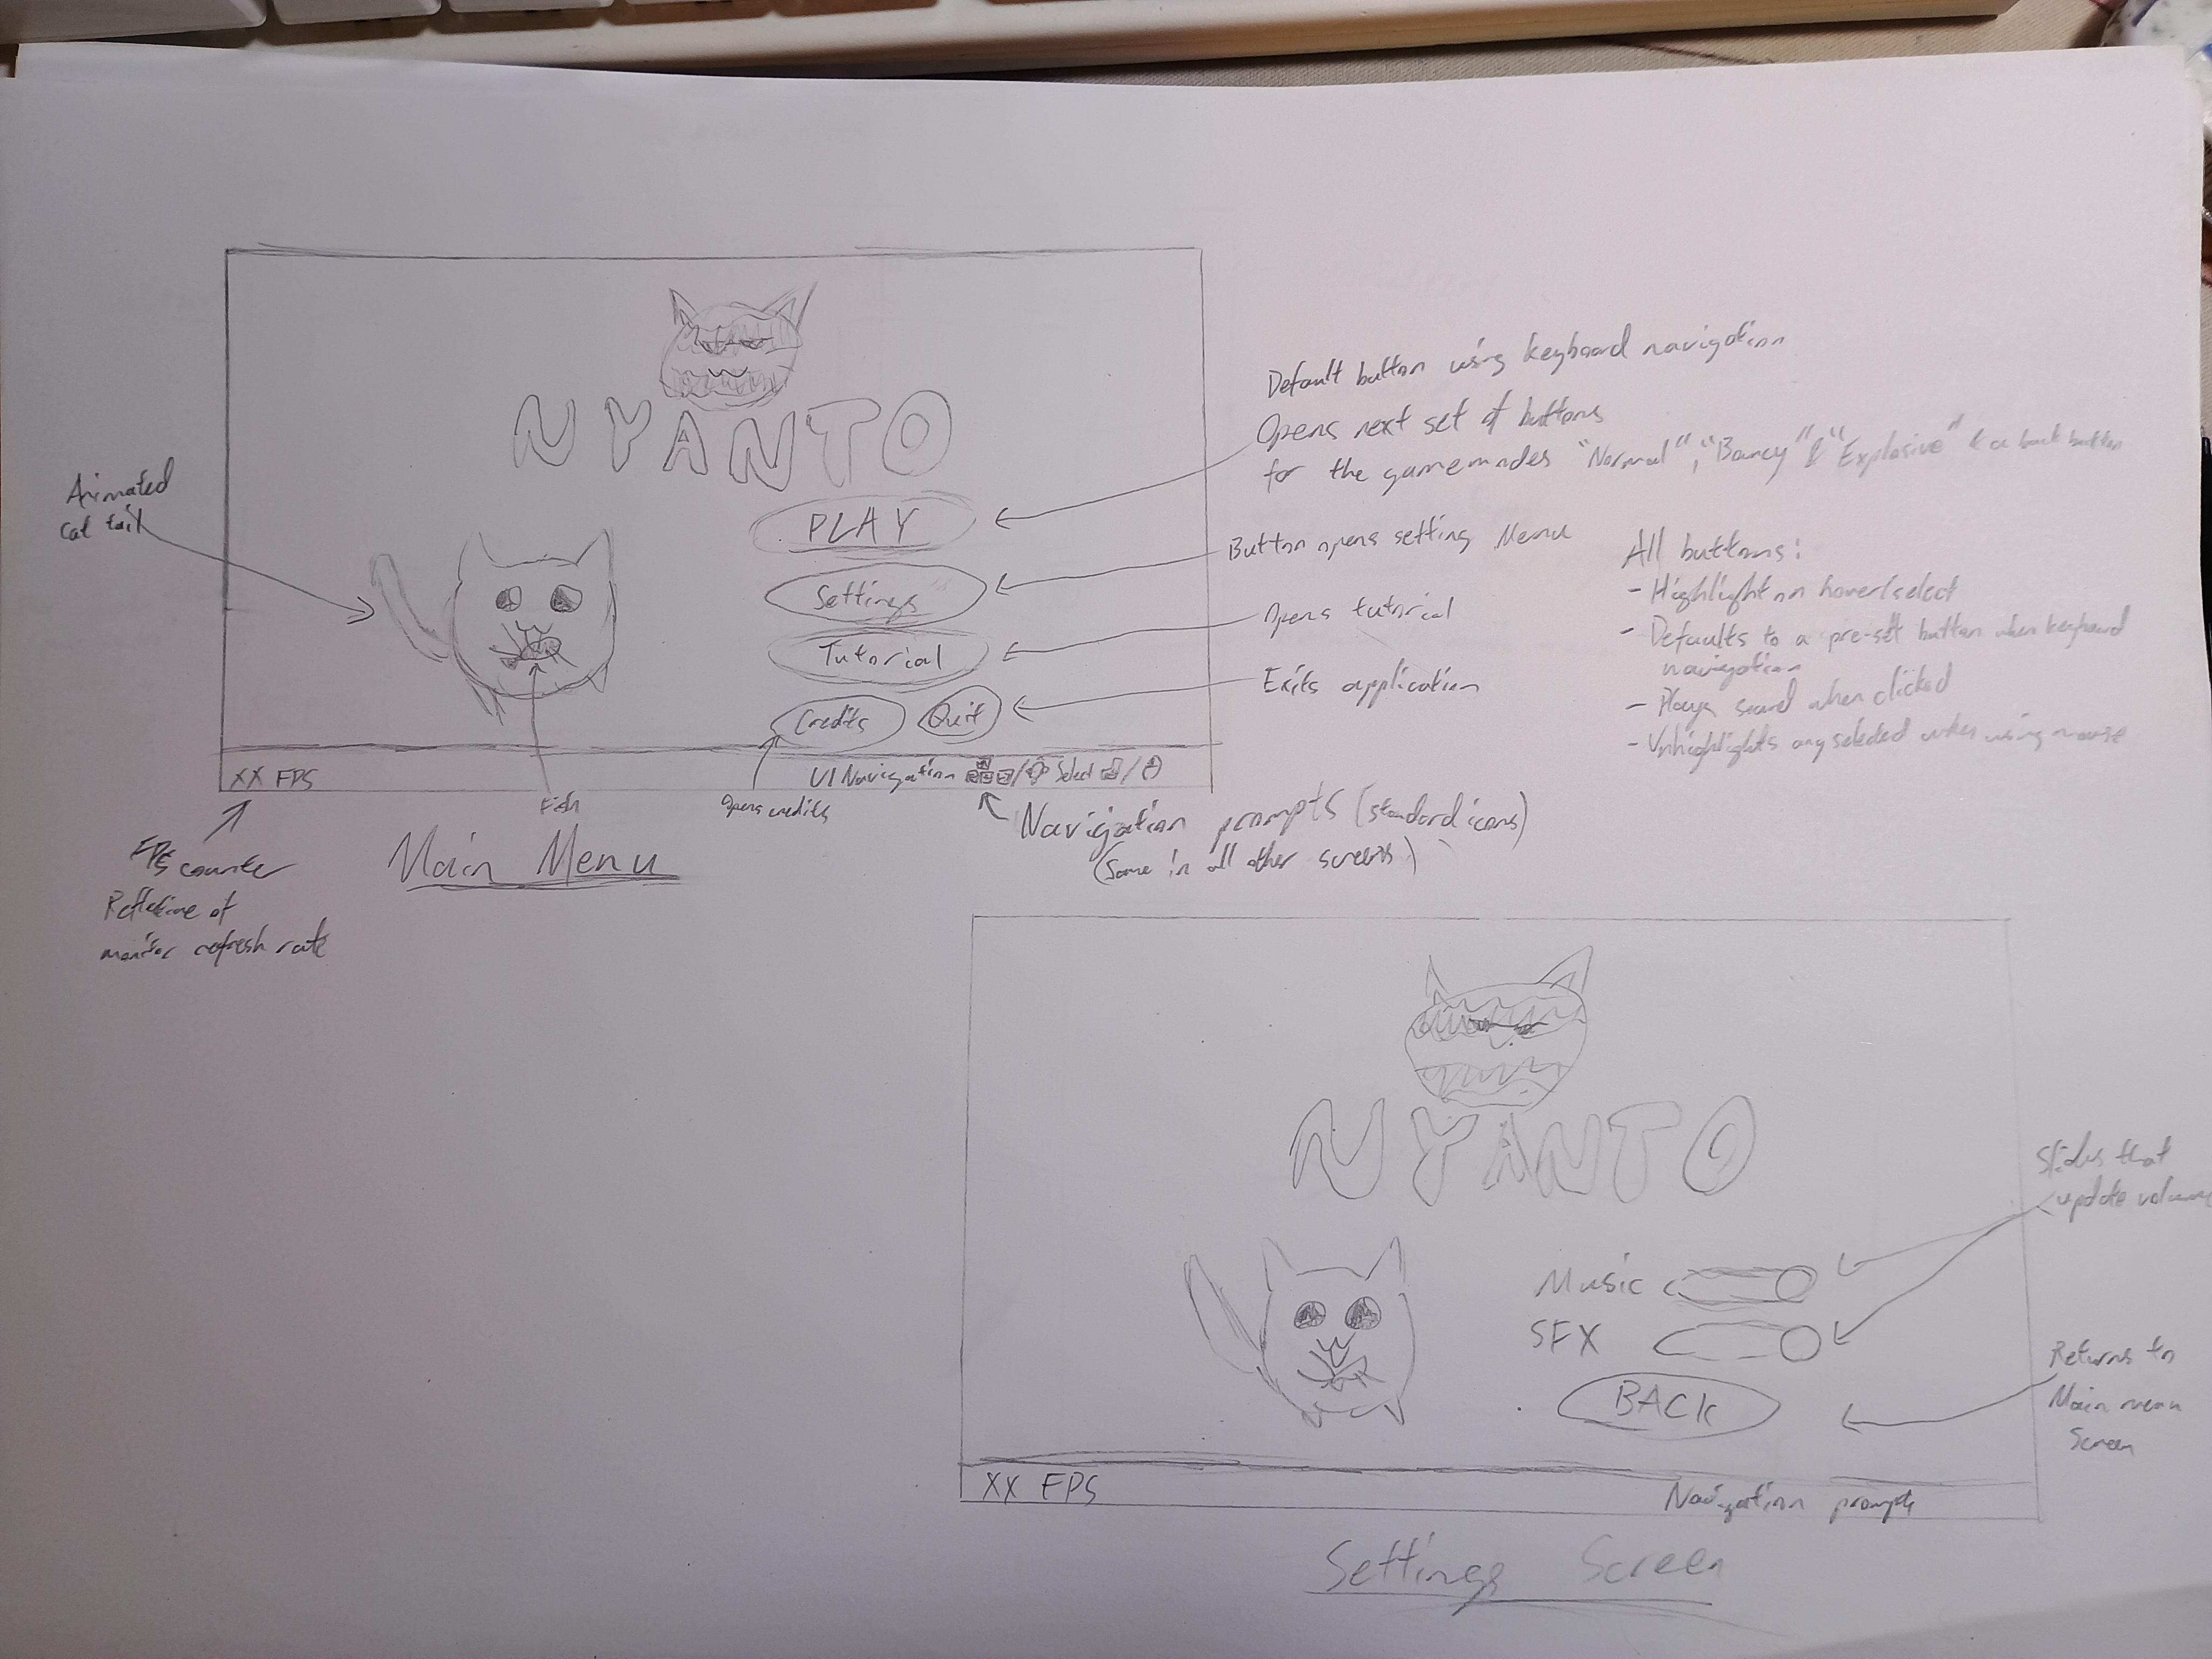 NYANTO
PLAY
Settings
Tutorial
Credits
Quit
XX FPS
UI Navigation
/
Select
/
Animated
cat tail
Fish
Opens credits
FPS counter
of
monitor refresh rate
Main Menu
Navigation prompts (standard icons)
(Same in all other screens)
Default button using keyboard navigation
Opens next set of buttons
for the gamemodes "Normal", "Bouncy" & "Explosive" & a back button
Button opens setting Menu
Opens tutorial
Exits application
All buttons:
- Highlight on hover/select
- Defaults to a pre-set button when keyboard
navigation
- Plays sound when clicked
- Unhighlights any selected when using mouse
NYANTO
Music
SFX
BACK
XX FPS
Navigation prompts
Sliders that
update volume
Returns to
Main menu
Screen
Settings Screen